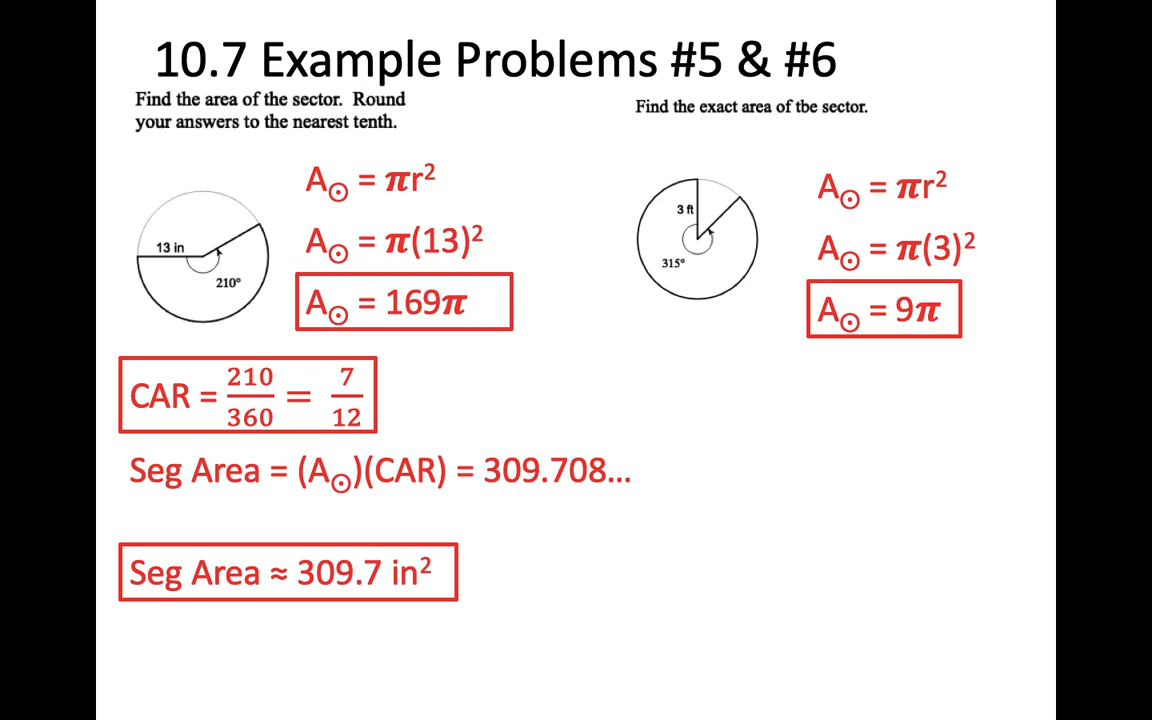 10.7 Example Problems #5 & #6
Find the area of the sector. Round
your answers to the nearest tenth.
13 in
210°
A⊙ = πr²
A⊙ = π(13)²
A⊙ = 169π
CAR = 210/360 = 7/12
Seg Area = (A⊙)(CAR) = 309.708...
Seg Area ≈ 309.7 in²
Find the exact area of tbe sector.
3 ft
315°
A⊙ = πr²
A⊙ = π(3)²
A⊙ = 9π